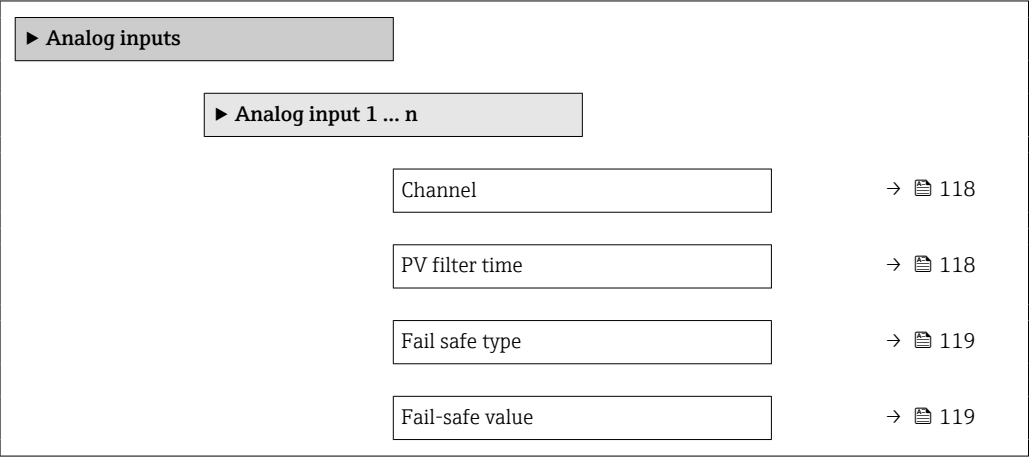 ▶ Analog inputs
▶ Analog input 1 ... n
Channel → 118
PV filter time → 118
Fail safe type → 119
Fail-safe value → 119